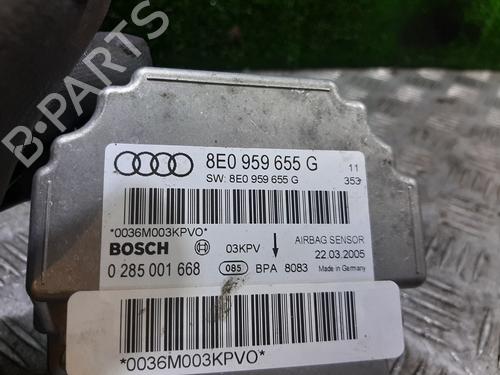 B-PARTS
8E0 959 655 G
11
SW: 8E0 959 655 G
353
*0036M003KPVO*
BOSCH
03KPV
AIRBAG SENSOR
22.03.2005
0 285 001 668
085
BPA 8083
Made in Germany
*0036M003KPVO*